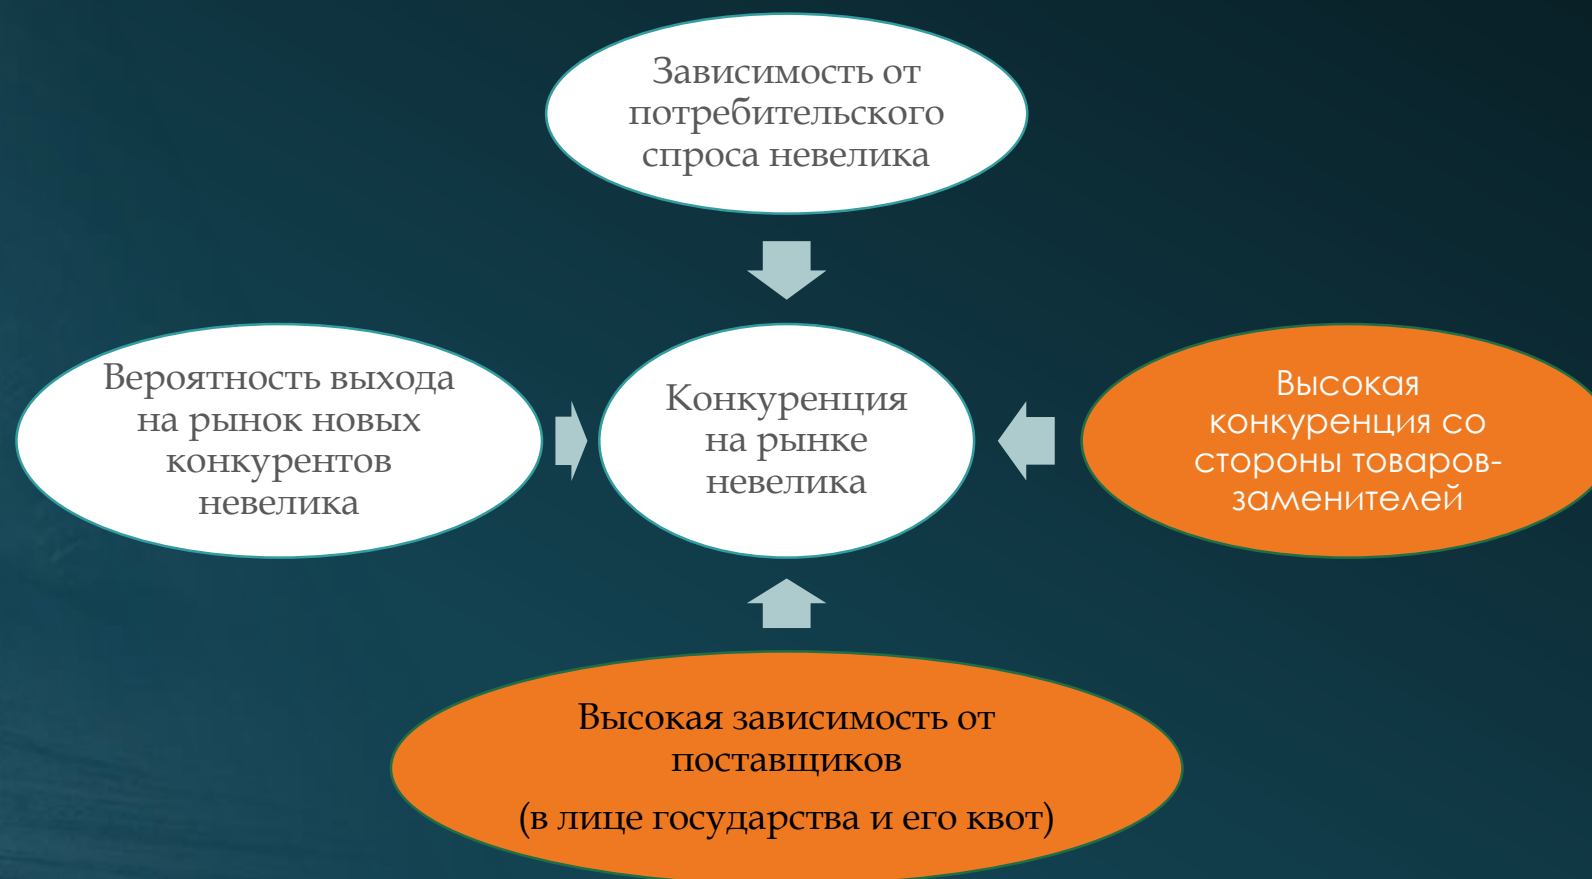 Зависимость от
потребительского
спроса невелика
Вероятность выхода
на рынок новых
конкурентов
невелика
Конкуренция
на рынке
невелика
Высокая
конкуренция со
стороны товаров-
заменителей
Высокая зависимость от
поставщиков
(в лице государства и его квот)